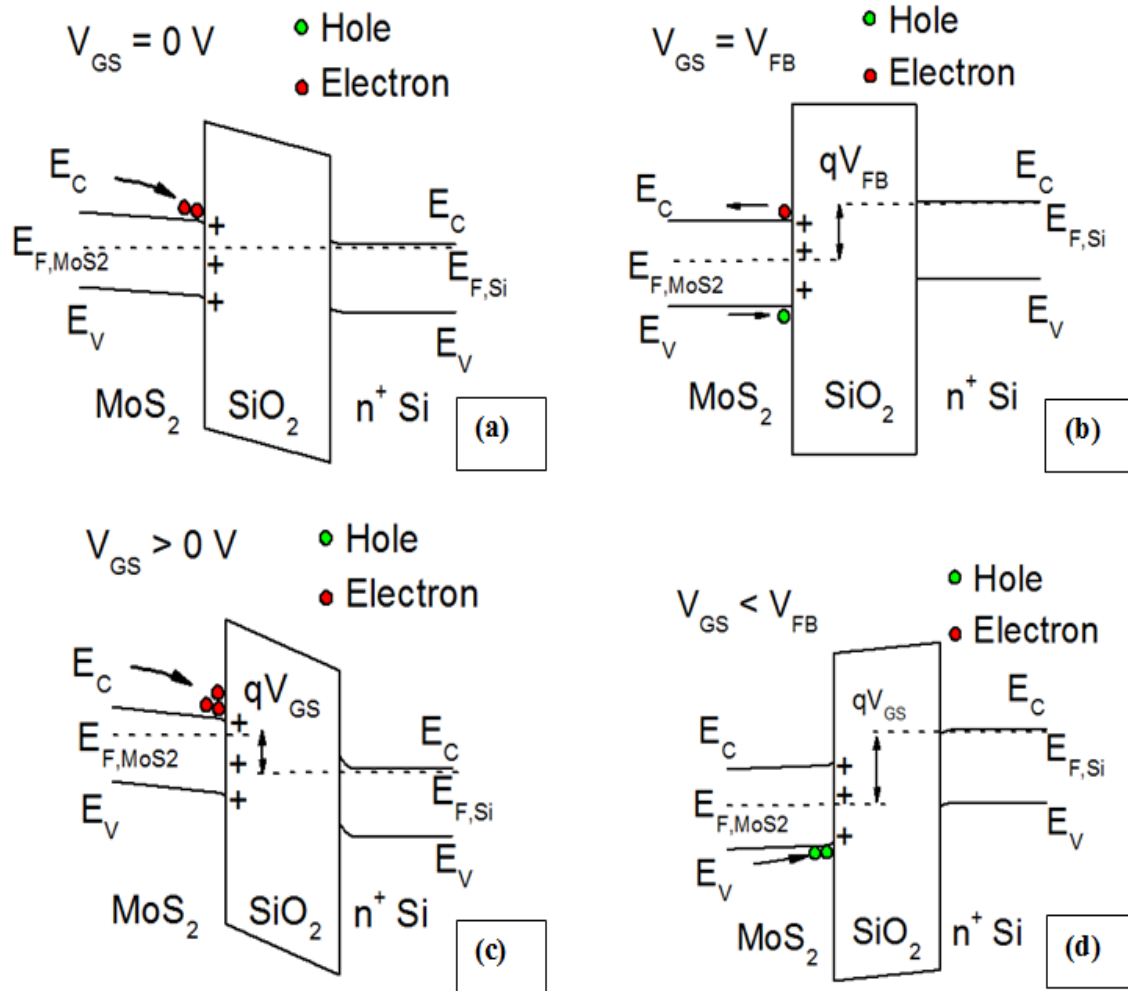 V_GS = 0 V
Hole
Electron
E_C
E_C
E_F,MoS2
E_F,Si
E_V
E_V
MoS_2 SiO_2 n^+ Si
(a)
V_GS = V_FB
Hole
Electron
qV_FB
E_C
E_C
E_F,Si
E_F,MoS2
E_V
E_V
MoS_2 SiO_2 n^+ Si
(b)
V_GS > 0 V
Hole
Electron
E_C
qV_GS
E_F,MoS2
E_C
E_F,Si
E_V
E_V
MoS_2 SiO_2 n^+ Si
(c)
V_GS < V_FB
Hole
Electron
qV_GS
E_C
E_C
E_F,Si
E_F,MoS2
E_V
E_V
MoS_2 SiO_2 n^+ Si
(d)